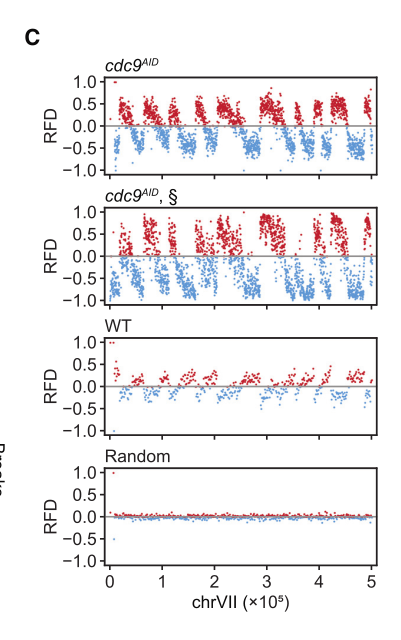 C
cdc9ᴬᴵᴰ
1.0
0.5
0.0
−0.5
−1.0
RFD
cdc9ᴬᴵᴰ, §
1.0
0.5
0.0
−0.5
−1.0
RFD
WT
1.0
0.5
0.0
−0.5
−1.0
RFD
Random
1.0
0.5
0.0
−0.5
−1.0
RFD
0 1 2 3 4 5
chrVII (×10⁵)